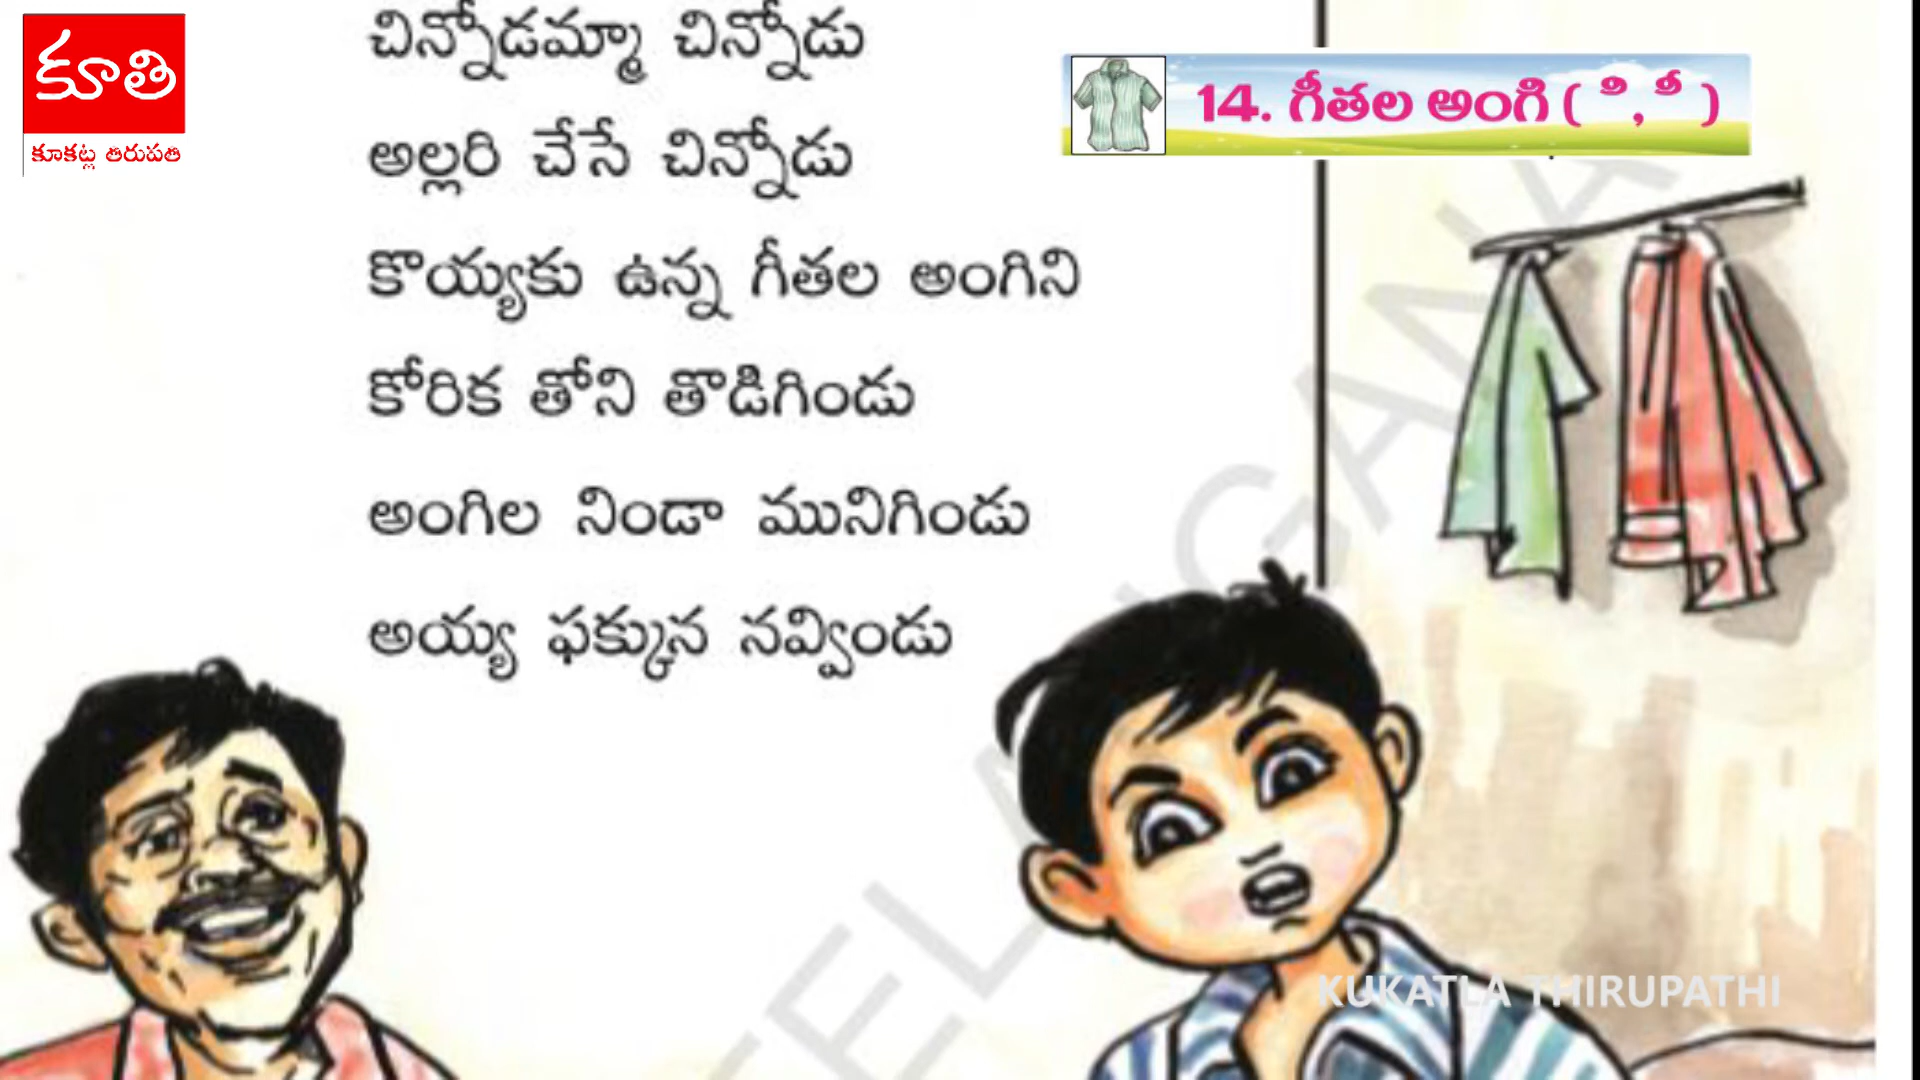 కూతి
కూకట్ల తిరుపతి
14. గీతల అంగి ( ి , ీ )
చిన్నోడమ్మా చిన్నోడు
అల్లరి చేసే చిన్నోడు
కొయ్యకు ఉన్న గీతల అంగిని
కోరిక తోని తొడిగిండు
అంగిల నిండా మునిగిండు
అయ్య ఫక్కున నవ్విండు
KUKATLA THIRUPATHI